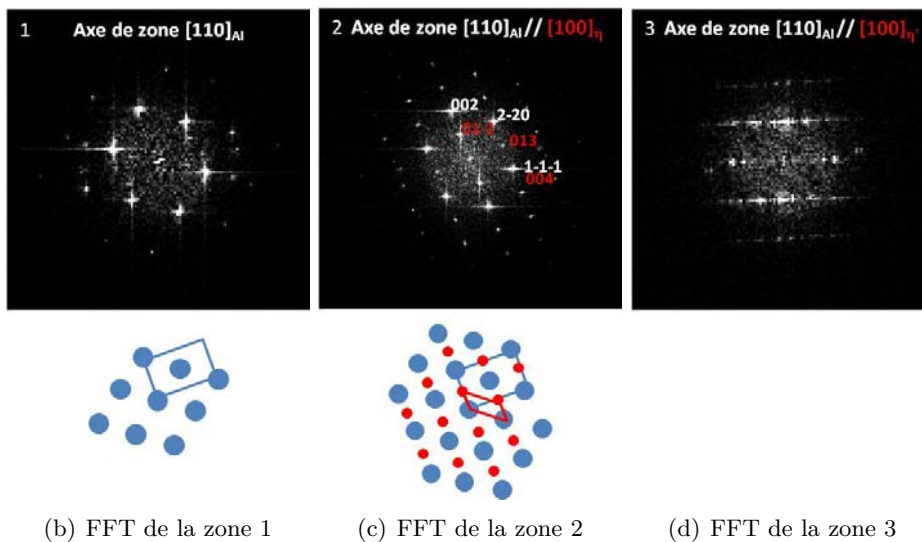 1 Axe de zone [110]Al
2 Axe de zone [110]Al// [100]η
3 Axe de zone [110]Al// [100]η'
002
2-20
01-1
013
1-1-1
004
(b) FFT de la zone 1
(c) FFT de la zone 2
(d) FFT de la zone 3